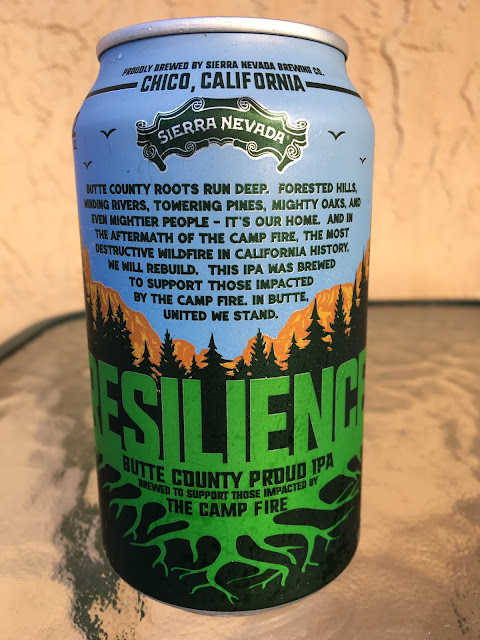 PROUDLY BREWED BY SIERRA NEVADA BREWING CO.
CHICO, CALIFORNIA
SIERRA NEVADA
BUTTE COUNTY ROOTS RUN DEEP. FORESTED HILLS,
WINDING RIVERS, TOWERING PINES, MIGHTY OAKS, AND
EVEN MIGHTIER PEOPLE – IT'S OUR HOME. AND IN
THE AFTERMATH OF THE CAMP FIRE, THE MOST
DESTRUCTIVE WILDFIRE IN CALIFORNIA HISTORY,
WE WILL REBUILD. THIS IPA WAS BREWED
TO SUPPORT THOSE IMPACTED
BY THE CAMP FIRE. IN BUTTE,
UNITED WE STAND.
RESILIENCE
BUTTE COUNTY PROUD IPA
BREWED TO SUPPORT THOSE IMPACTED BY
THE CAMP FIRE